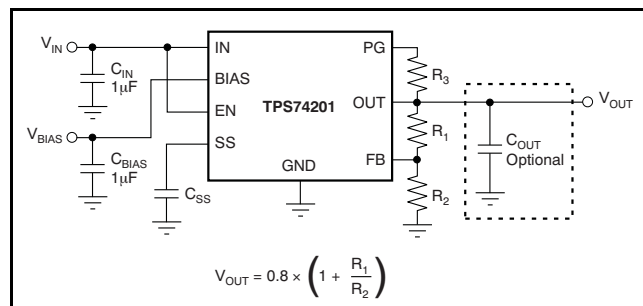 V_IN
IN
PG
C_IN
1µF
BIAS
R_3
TPS74201
OUT
V_OUT
EN
R_1
V_BIAS
SS
C_OUT
Optional
C_BIAS
1µF
C_SS
GND
FB
R_2
V_OUT = 0.8 × (1 + R_1/R_2)